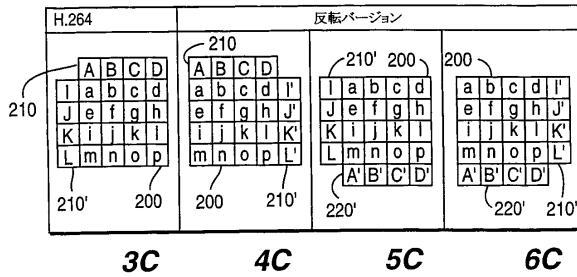 H.264 反転バージョン
210 210' 200 200
A B C D A B C D I a b c d a b c d I'
210 I a b c d a b c d I' J e f g h e f g h J'
J e f g h e f g h J' K i j k l i j k l K'
K i j k l i j k l K' L m n o p m n o p L'
L m n o p m n o p L' A' B' C' D' A' B' C' D'
210' 200 200 210' 220' 220' 210'
3C 4C 5C 6C